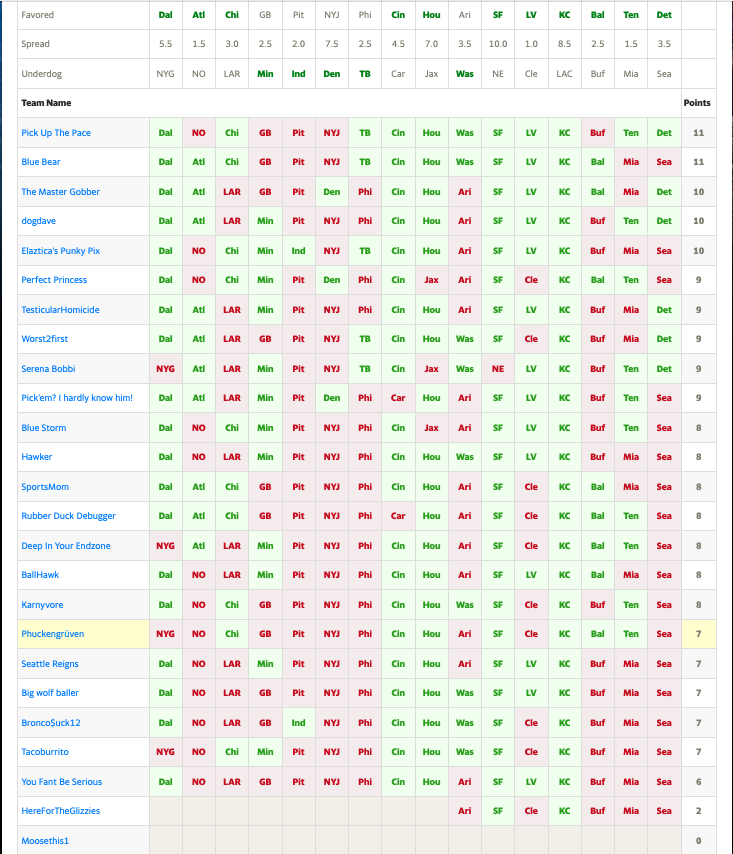 Favored Dal Atl Chi GB Pit NYJ Phi Cin Hou Ari SF LV KC Bal Ten Det
Spread 5.5 1.5 3.0 2.5 2.0 7.5 2.5 4.5 7.0 3.5 10.0 1.0 8.5 2.5 1.5 3.5
Underdog NYG NO LAR Min Ind Den TB Car Jax Was NE Cle LAC Buf Mia Sea
Team Name Points
Pick Up The Pace Dal NO Chi GB Pit NYJ TB Cin Hou Was SF LV KC Buf Ten Det 11
Blue Bear Dal Atl Chi GB Pit NYJ TB Cin Hou Was SF LV KC Bal Mia Sea 11
The Master Gobber Dal Atl LAR GB Pit Den Phi Cin Hou Ari SF LV KC Bal Mia Det 10
dogdave Dal Atl Chi Min Pit NYJ Phi Cin Hou Ari SF LV KC Buf Ten Det 10
Elaztica's Punky Pix Dal NO Chi Min Ind NYJ TB Cin Hou Ari SF LV KC Buf Mia Sea 10
Perfect Princess Dal NO Chi Min Pit Den Phi Cin Jax Ari SF Cle KC Bal Ten Sea 9
TesticularHomicide Dal Atl LAR Min Pit NYJ Phi Cin Hou Ari SF LV KC Buf Mia Det 9
Worst2first Dal Atl LAR GB Pit NYJ TB Cin Hou Was SF Cle KC Buf Mia Det 9
Serena Bobbi NYG Atl LAR Min Pit NYJ TB Cin Jax Was NE LV KC Buf Ten Det 9
Pick'em? I hardly know him! Dal Atl LAR Min Pit Den Phi Car Hou Ari SF LV KC Buf Ten Sea 9
Blue Storm Dal NO Chi Min Pit NYJ Phi Cin Jax Ari SF LV KC Buf Ten Sea 8
Hawker Dal NO LAR Min Pit NYJ Phi Cin Hou Was SF LV KC Buf Mia Sea 8
SportsMom Dal Atl Chi GB Pit NYJ Phi Cin Hou Ari SF Cle KC Bal Mia Sea 8
Rubber Duck Debugger Dal Atl Chi GB Pit NYJ Phi Car Hou Ari SF Cle KC Bal Ten Sea 8
Deep In Your Endzone NYG Atl LAR Min Pit NYJ Phi Cin Hou Ari SF Cle KC Bal Ten Sea 8
BallHawk Dal NO LAR Min Pit NYJ Phi Cin Hou Ari SF LV KC Bal Mia Sea 8
Karnyvore Dal NO Chi GB Pit NYJ Phi Cin Hou Was SF Cle KC Buf Ten Sea 8
Phuckengrüven NYG NO Chi GB Pit NYJ Phi Cin Hou Ari SF Cle KC Bal Ten Sea 7
Seattle Reigns Dal NO LAR Min Pit NYJ Phi Cin Hou Ari SF LV KC Buf Mia Sea 7
Big wolf baller Dal NO LAR GB Pit NYJ Phi Cin Hou Was SF LV KC Buf Mia Sea 7
Bronco$uck12 Dal NO LAR GB Ind NYJ Phi Cin Hou Was SF Cle KC Buf Mia Sea 7
Tacoburrito NYG NO Chi Min Pit NYJ Phi Cin Hou Was SF Cle KC Buf Mia Sea 7
You Fant Be Serious Dal NO LAR GB Pit NYJ Phi Cin Hou Ari SF LV KC Buf Mia Sea 6
HereForTheGlizzies Ari SF Cle KC Buf Mia Sea 2
Moosethis1 0